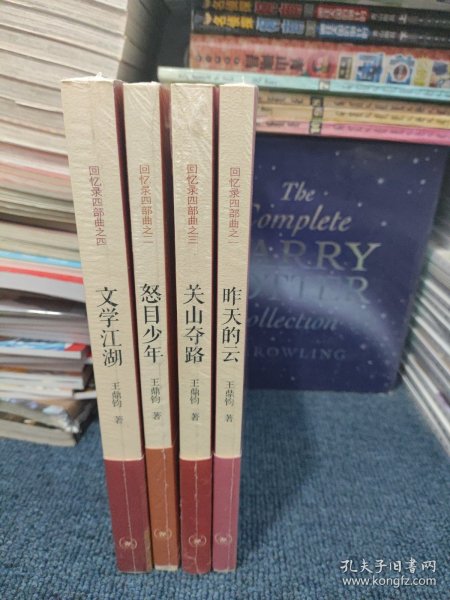 回忆录四部曲之四
文学江湖
王鼎钧 著
回忆录四部曲之二
怒目少年
王鼎钧 著
回忆录四部曲之三
关山夺路
王鼎钧 著
回忆录四部曲之一
昨天的云
王鼎钧 著
The
Complete
HARRY
POTTER
Collection
ROWLING
孔夫子旧书网
www.kongfz.com